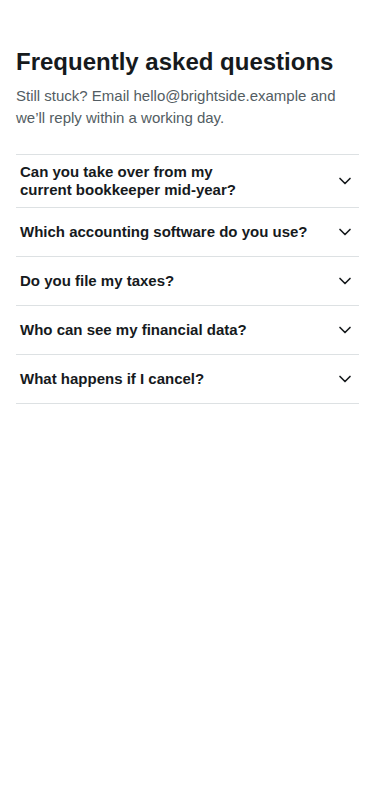 Frequently asked questions
Still stuck? Email hello@brightside.example and
we’ll reply within a working day.
Can you take over from my
current bookkeeper mid-year?
Which accounting software do you use?
Do you file my taxes?
Who can see my financial data?
What happens if I cancel?